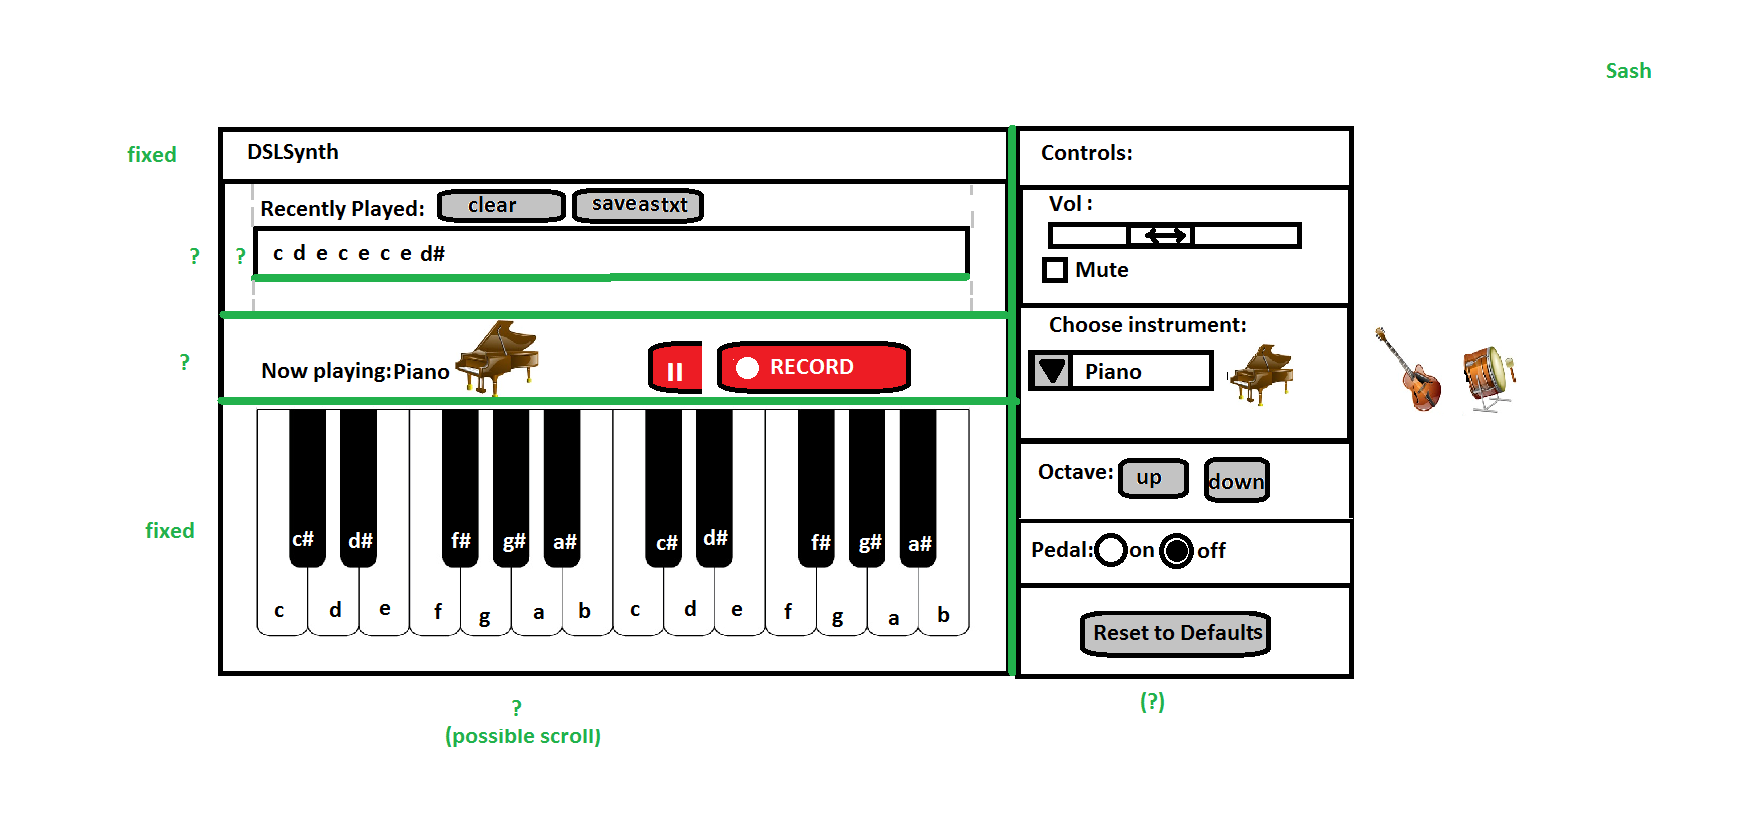 Sash
fixed
DSLSynth
Controls:
Recently Played:
clear
saveastxt
Vol :
? ?
c d e c e c e d#
Mute
Choose instrument:
?
Now playing:Piano
II
RECORD
Piano
Octave:
up
down
fixed
c# d# f# g# a# c# d# f# g# a#
Pedal: on off
c d e f g a b c d e f g a b
Reset to Defaults
?
(possible scroll)
(?)